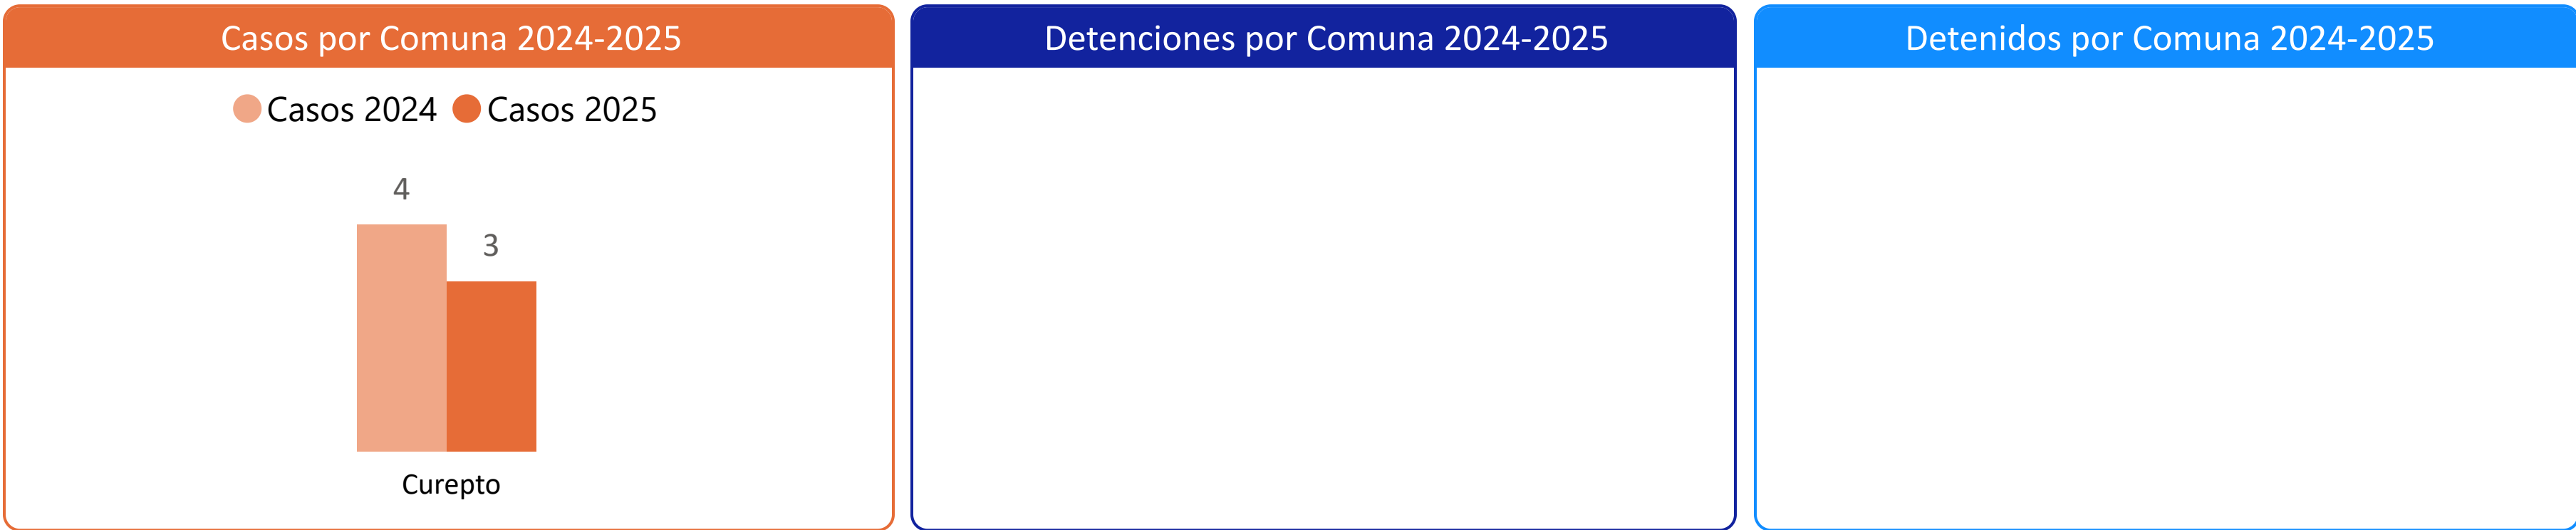 Casos por Comuna 2024-2025
Casos 2024 Casos 2025
4
3
Curepto
Detenciones por Comuna 2024-2025
Detenidos por Comuna 2024-2025